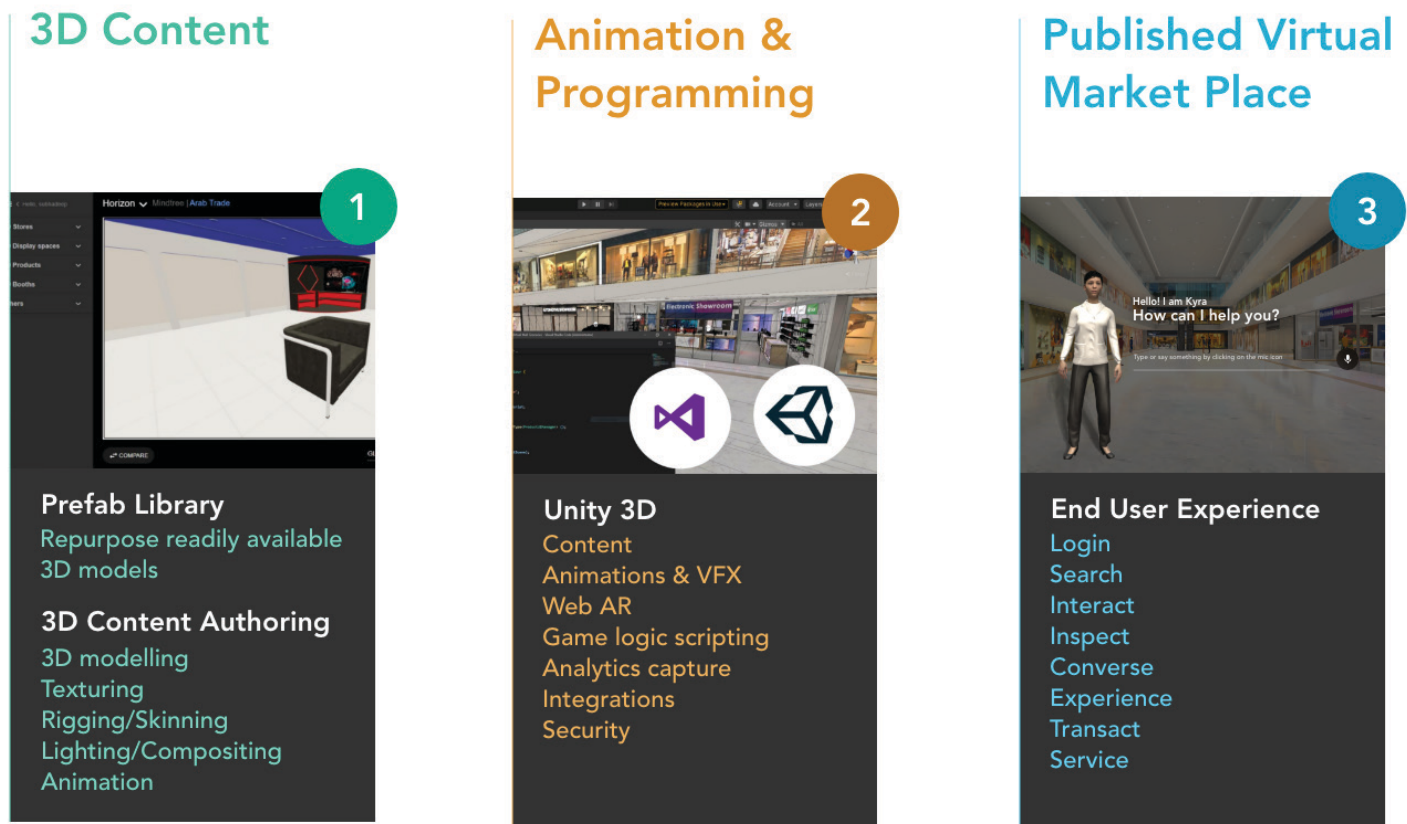 3D Content
Hello, subhadeep
Horizon
Mindtree | Arab Trade
1
Stores
Display spaces
Products
Booths
COMPARE
Prefab Library
Repurpose readily available
3D models
3D Content Authoring
3D modelling
Texturing
Rigging/Skinning
Lighting/Compositing
Animation
Animation &
Programming
Preview Packages in Use
Account
Layers
2
Gizmos
Electronic Showroom
Unity 3D
Content
Animations & VFX
Web AR
Game logic scripting
Analytics capture
Integrations
Security
Published Virtual
Market Place
3
Hello! I am Kyra
How can I help you?
Type or say something by clicking on the mic icon
End User Experience
Login
Search
Interact
Inspect
Converse
Experience
Transact
Service